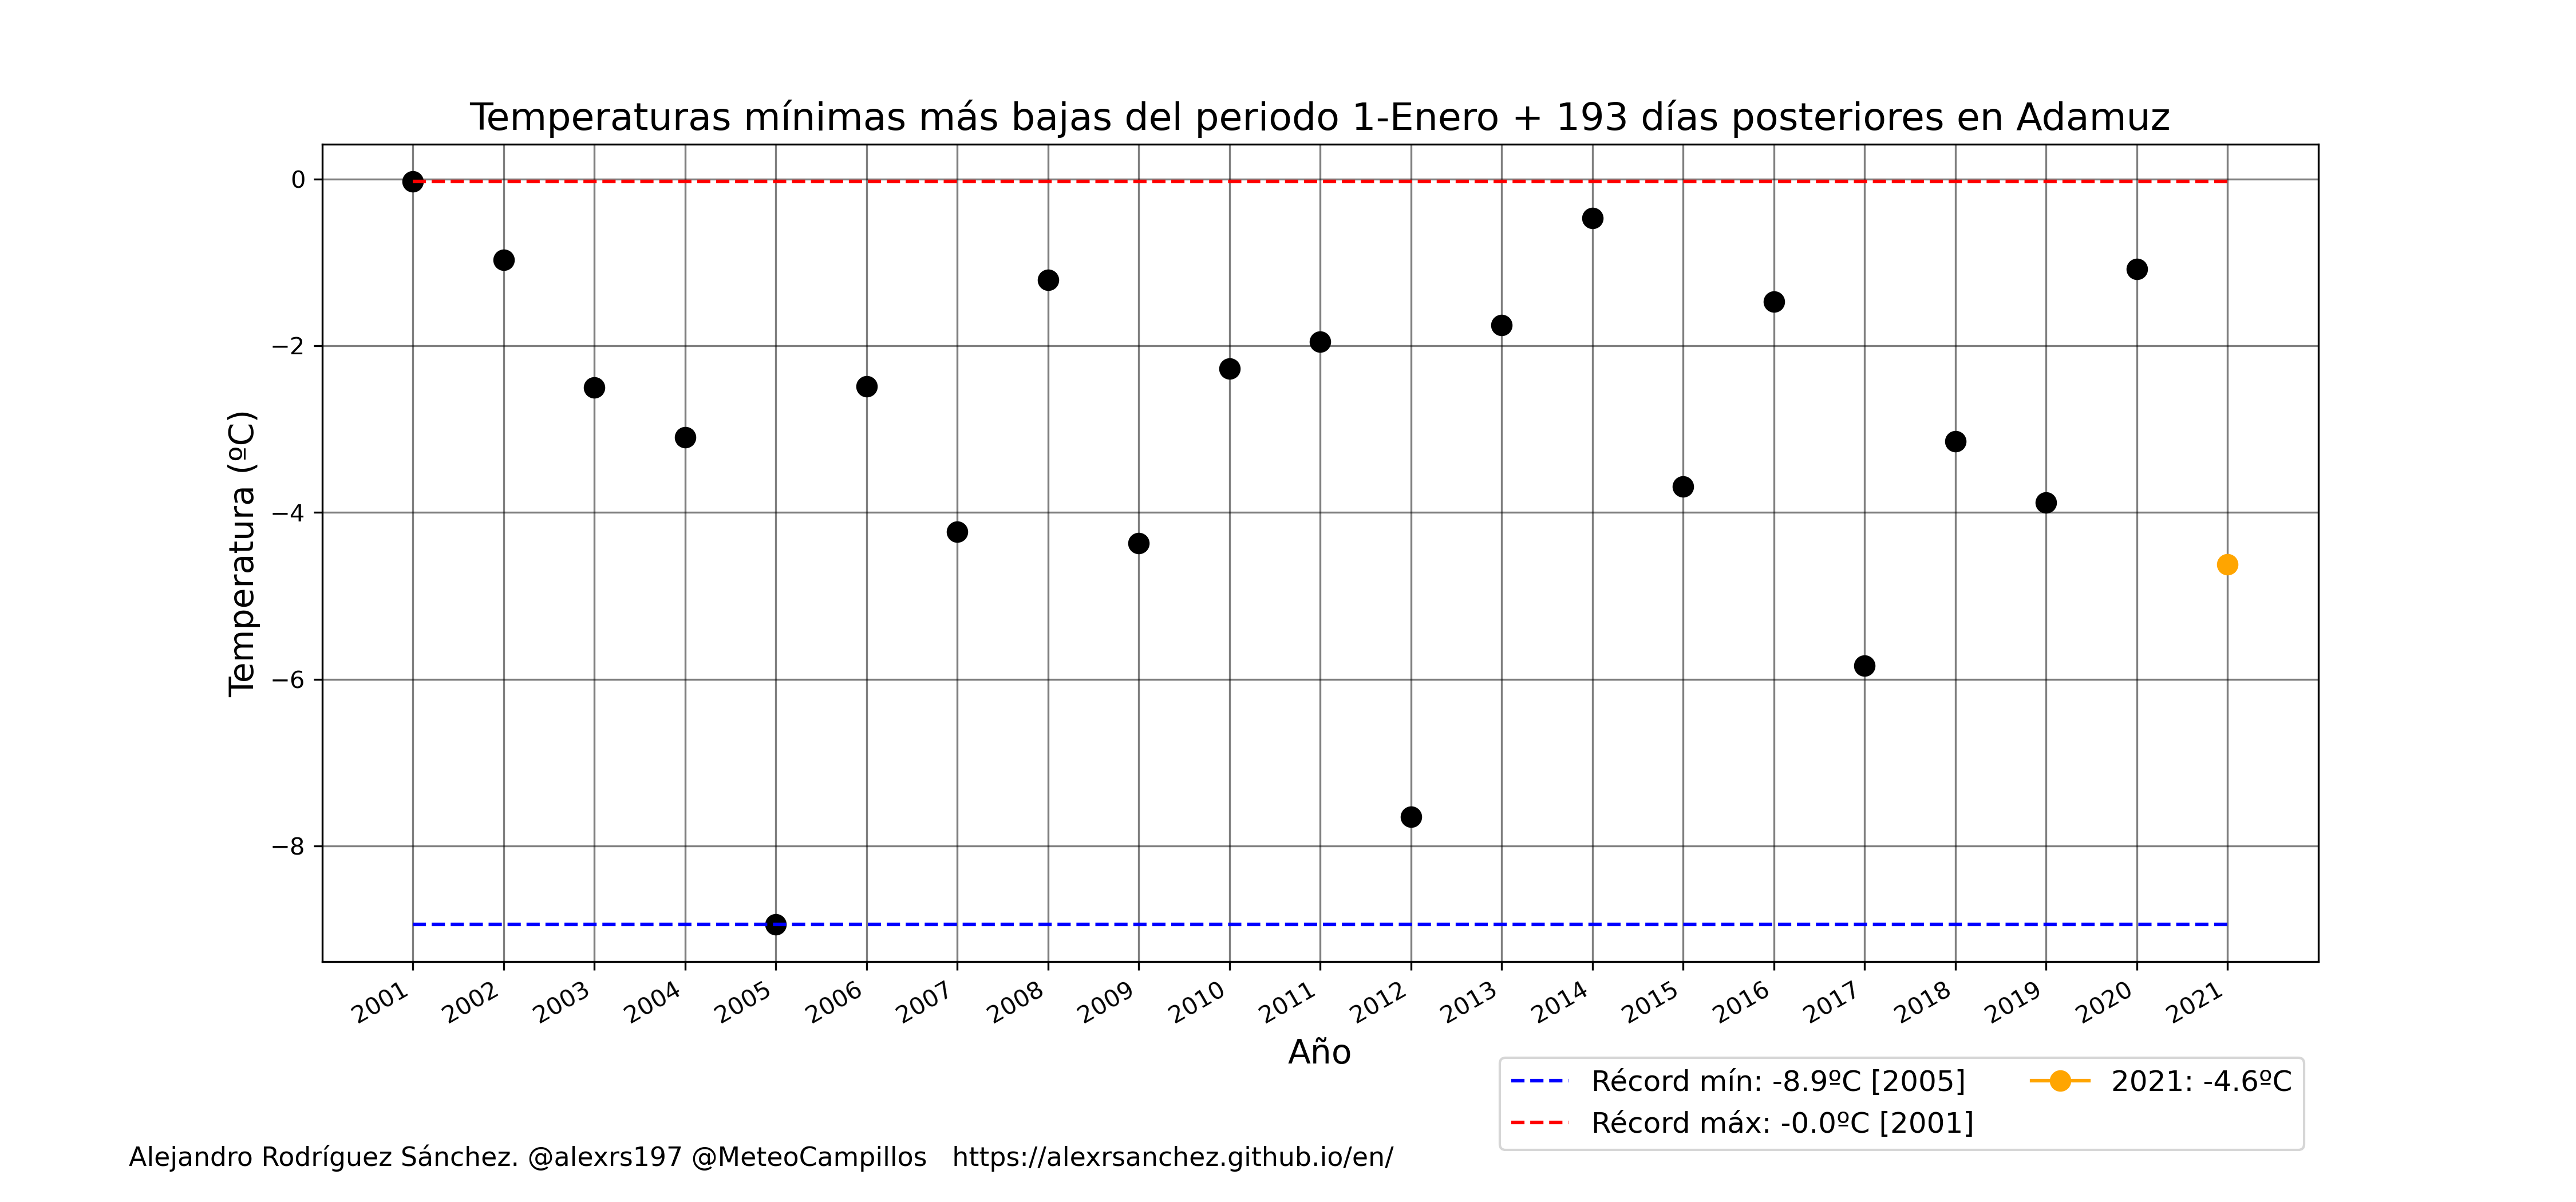 Temperaturas mínimas más bajas del periodo 1-Enero + 193 días posteriores en Adamuz
Temperatura (ºC)
0
−2
−4
−6
−8
2001 2002 2003 2004 2005 2006 2007 2008 2009 2010 2011 2012 2013 2014 2015 2016 2017 2018 2019 2020 2021
Año
Récord mín: -8.9ºC [2005]
Récord máx: -0.0ºC [2001]
2021: -4.6ºC
Alejandro Rodríguez Sánchez. @alexrs197 @MeteoCampillos https://alexrsanchez.github.io/en/